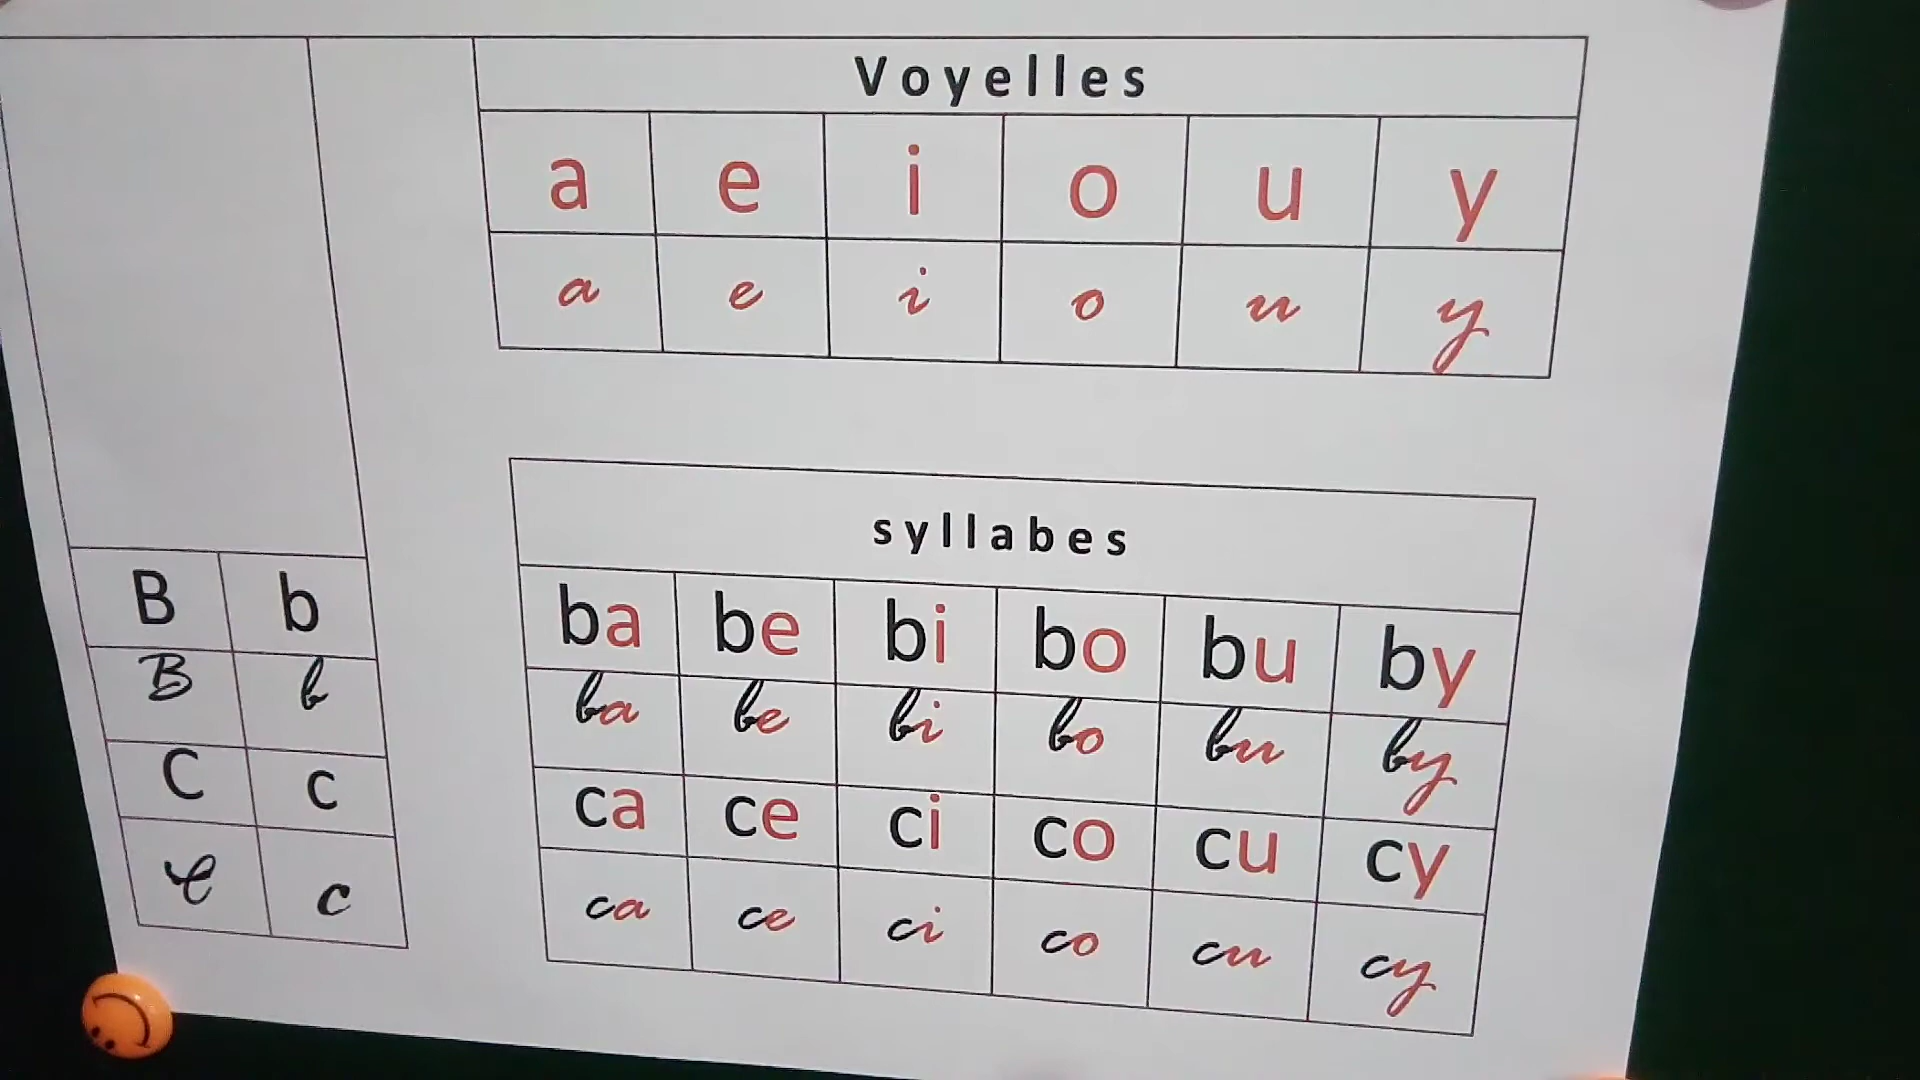 Voyelles
a e i o u y
a e i o u y
syllabes
B b
B b
C c
C c
ba be bi bo bu by
ba be bi bo bu by
ca ce ci co cu cy
ca ce ci co cu cy